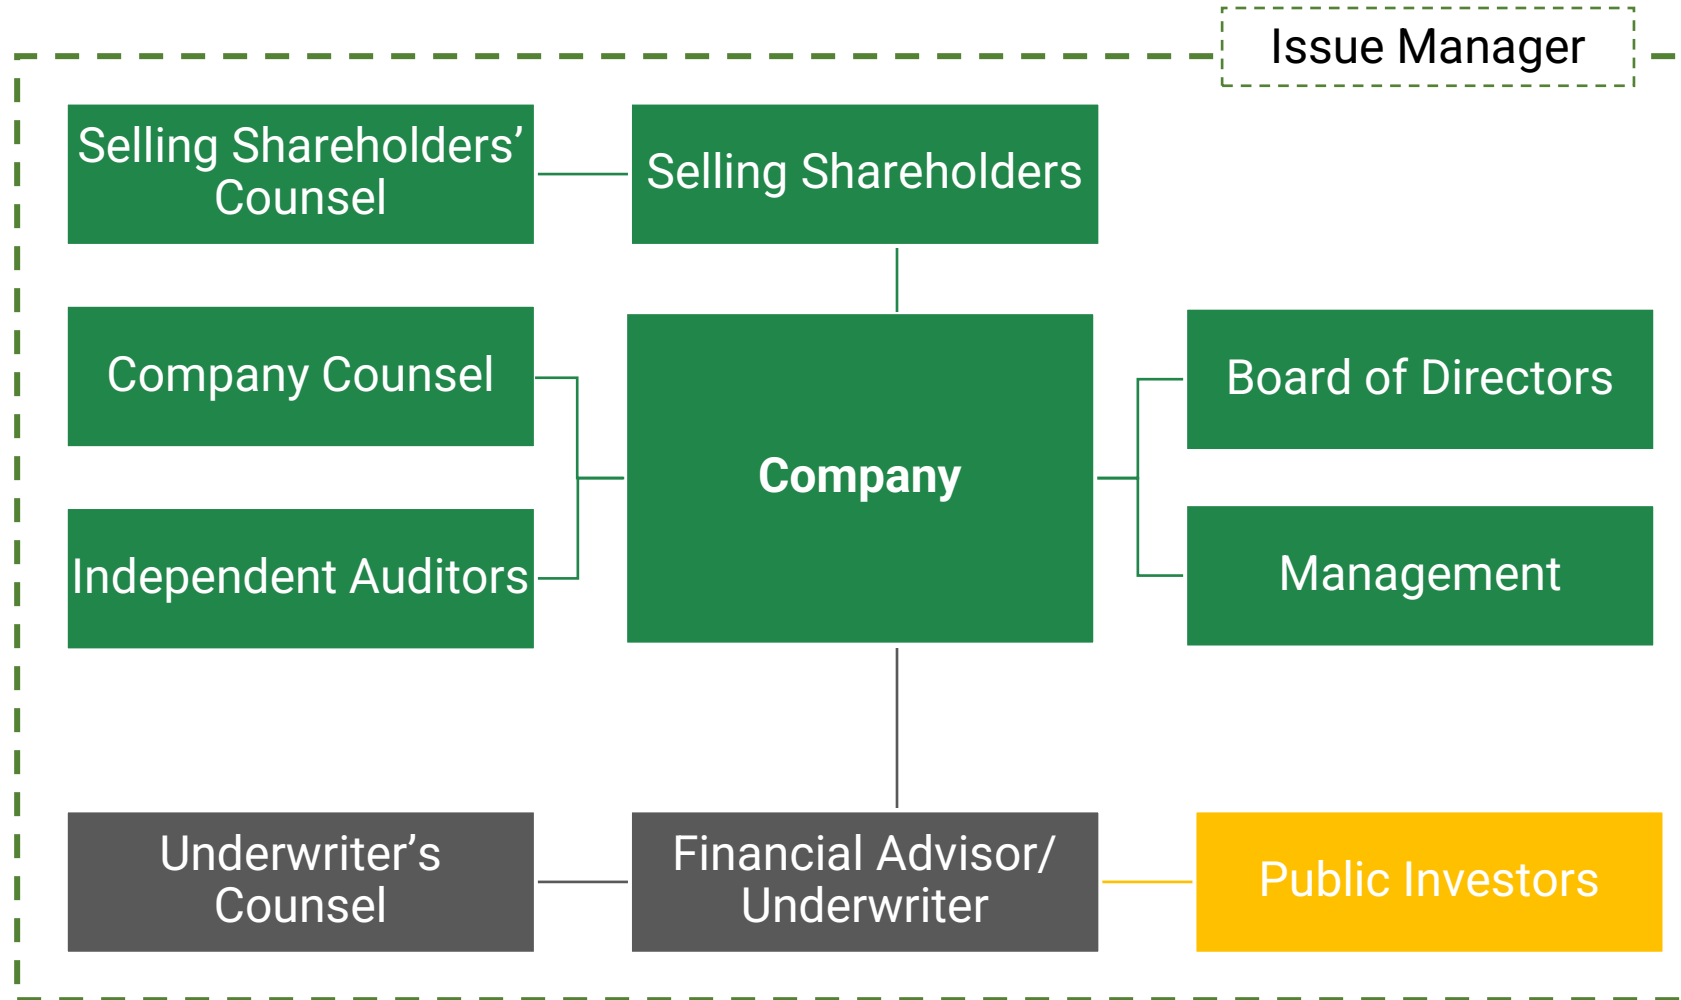 Issue Manager
Selling Shareholders’
Counsel
Selling Shareholders
Company Counsel
Board of Directors
Company
Independent Auditors
Management
Underwriter’s
Counsel
Financial Advisor/
Underwriter
Public Investors